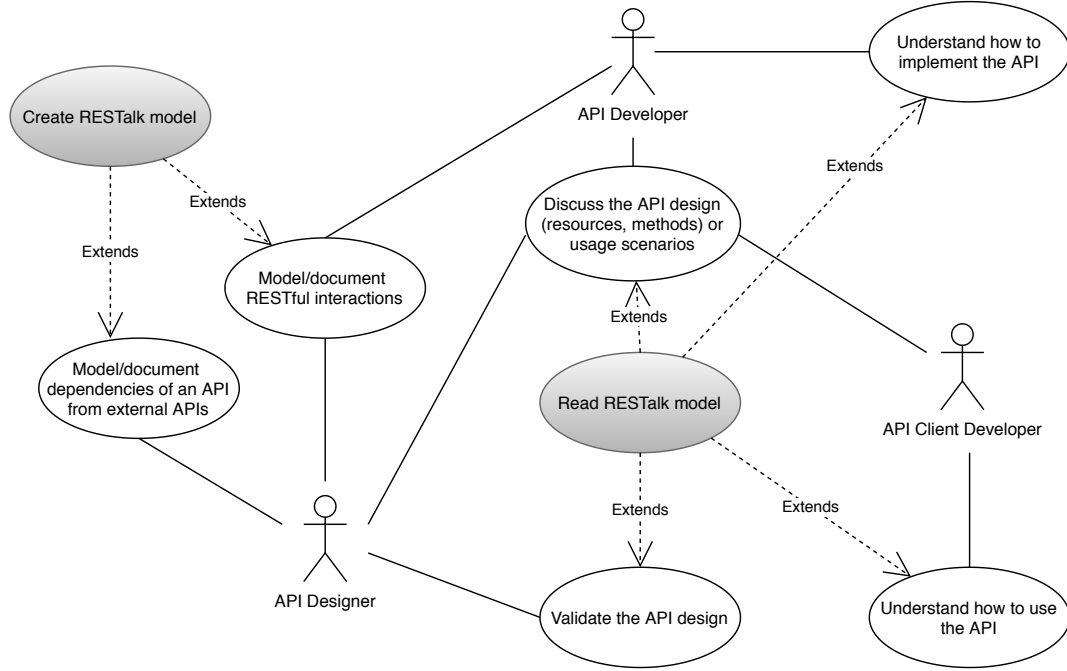 Understand how to
implement the API
Create RESTalk model
API Developer
Extends
Discuss the API design
(resources, methods) or
usage scenarios
Extends
Extends
Model/document
RESTful interactions
Extends
Model/document
dependencies of an API
from external APIs
Read RESTalk model
API Client Developer
Extends
Extends
API Designer
Validate the API design
Understand how to use
the API